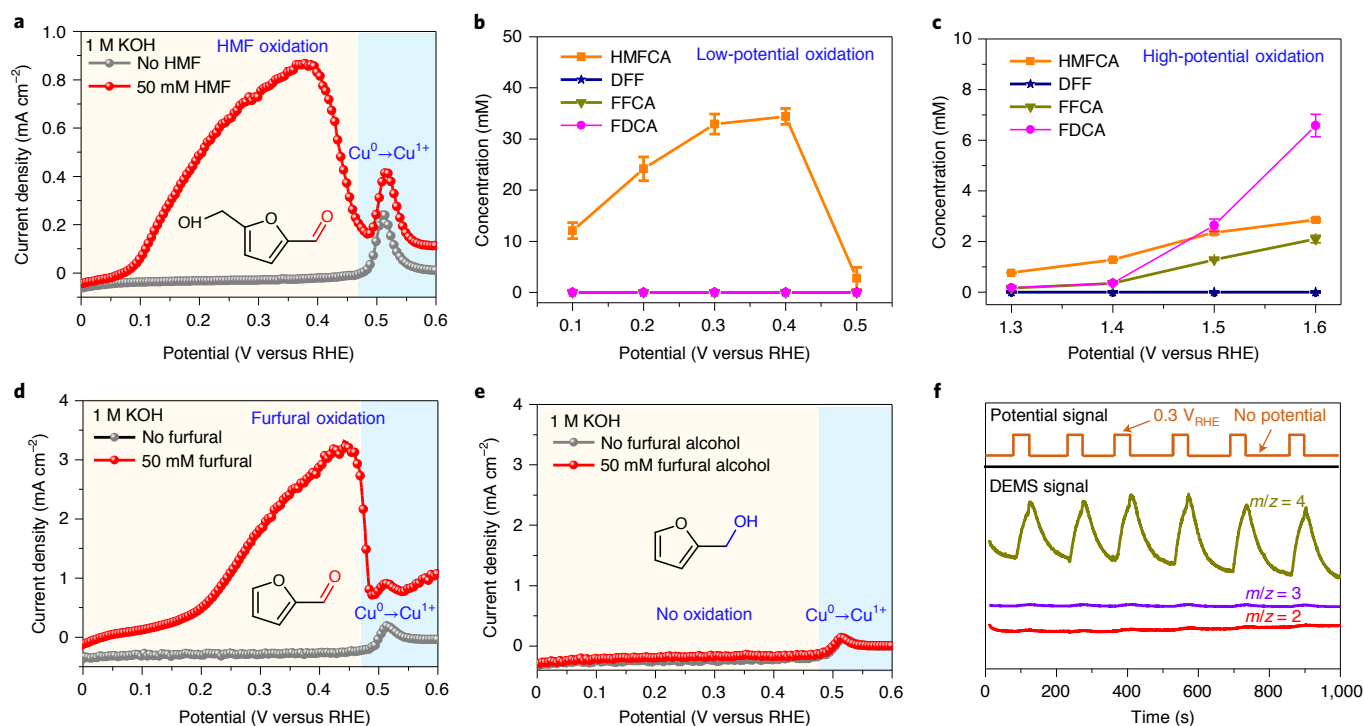 a
1 M KOH
HMF oxidation
No HMF
50 mM HMF
Cu⁰→Cu¹⁺
OH
O
O
1.0
0.8
0.6
0.4
0.2
0
Current density (mA cm⁻²)
0 0.1 0.2 0.3 0.4 0.5 0.6
Potential (V versus RHE)
b
HMFCA
DFF
FFCA
FDCA
Low-potential oxidation
50
40
30
20
10
0
Concentration (mM)
0.1 0.2 0.3 0.4 0.5
Potential (V versus RHE)
c
HMFCA
DFF
FFCA
FDCA
High-potential oxidation
10
8
6
4
2
0
Concentration (mM)
1.3 1.4 1.5 1.6
Potential (V versus RHE)
d
1 M KOH
Furfural oxidation
No furfural
50 mM furfural
Cu⁰→Cu¹⁺
O
O
4
3
2
1
0
Current density (mA cm⁻²)
0 0.1 0.2 0.3 0.4 0.5 0.6
Potential (V versus RHE)
e
1 M KOH
No furfural alcohol
50 mM furfural alcohol
OH
O
No oxidation
Cu⁰→Cu¹⁺
4
3
2
1
0
Current density (mA cm⁻²)
0 0.1 0.2 0.3 0.4 0.5 0.6
Potential (V versus RHE)
f
Potential signal
0.3 V_RHE
No potential
DEMS signal
m/z = 4
m/z = 3
m/z = 2
0 200 400 600 800 1,000
Time (s)